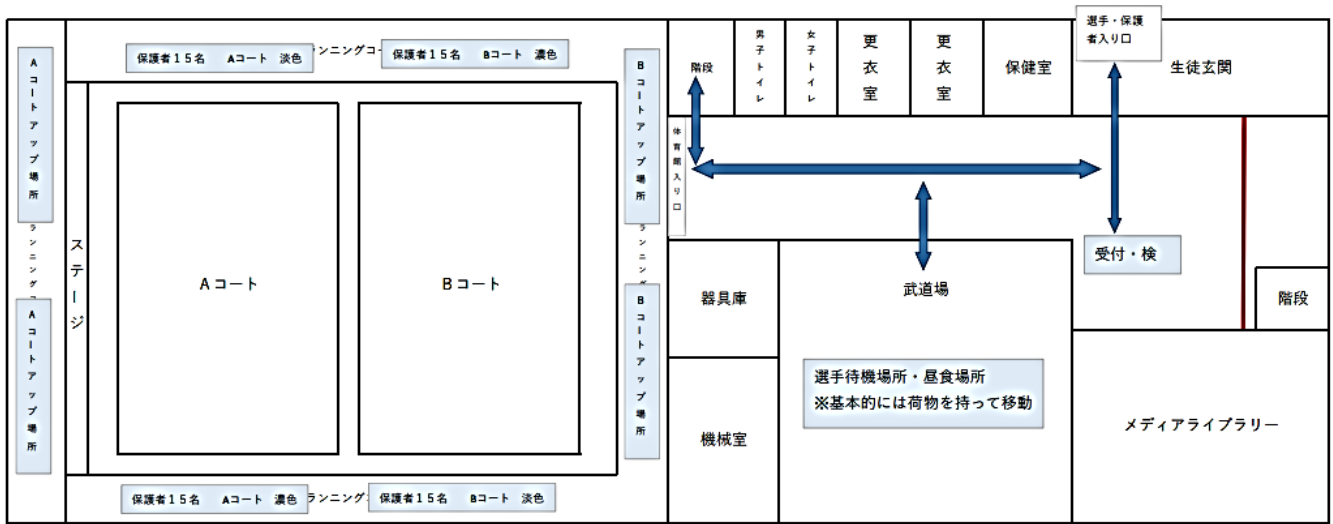 選手・保護
者入り口
保護者15名 Aコート 淡色
ランニングコー
保護者15名 Bコート 濃色
Aコートアップ場所
Bコートアップ場所
階段
男子トイレ
女子トイレ
更衣室
更衣室
保健室
生徒玄関
体育館入り口
ランニングコ
ステージ
Aコート
Bコート
ランニングコ
受付・検
器具庫
武道場
階段
Aコートアップ場所
Bコートアップ場所
選手待機場所・昼食場所
※基本的には荷物を持って移動
機械室
メディアライブラリー
保護者15名 Aコート 濃色
ランニング
保護者15名 Bコート 淡色